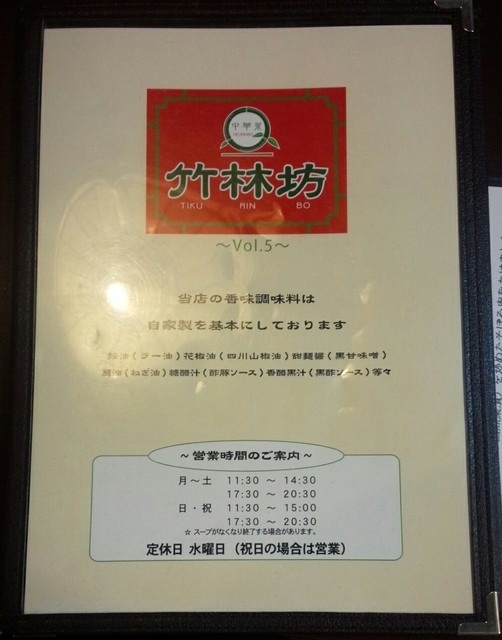 中華菜
竹林坊
TIKU RIN BO
～Vol.5～
当店の香味調味料は
自家製を基本にしております
辣油（ラー油）花椒油（四川山椒油）甜麺醤（黒甘味噌）
葱油（ねぎ油）糖醋汁（酢豚ソース）香醋黒汁（黒酢ソース）等々
～営業時間のご案内～
月～土 11:30 ～ 14:30
17:30 ～ 20:30
日・祝 11:30 ～ 15:00
17:30 ～ 20:30
☆ スープがなくなり終了する場合があります。
定休日 水曜日（祝日の場合は営業）